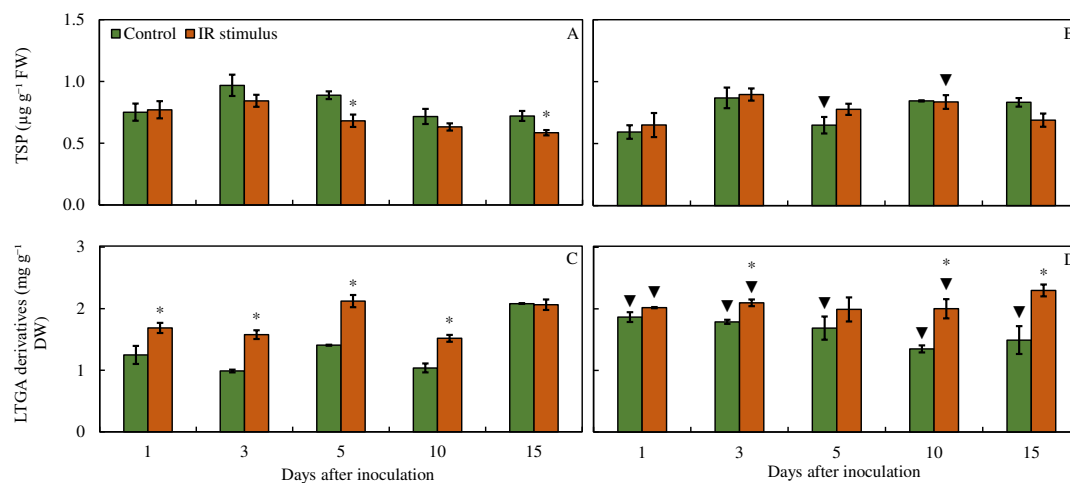 TSP (µg g⁻¹ FW)
1.5
1.0
0.5
0.0
Control IR stimulus
A
*
*
B
LTGA derivatives (mg g⁻¹
DW)
3
2
1
0
C
*
*
*
*
D
*
*
*
1 3 5 10 15
Days after inoculation
1 3 5 10 15
Days after inoculation